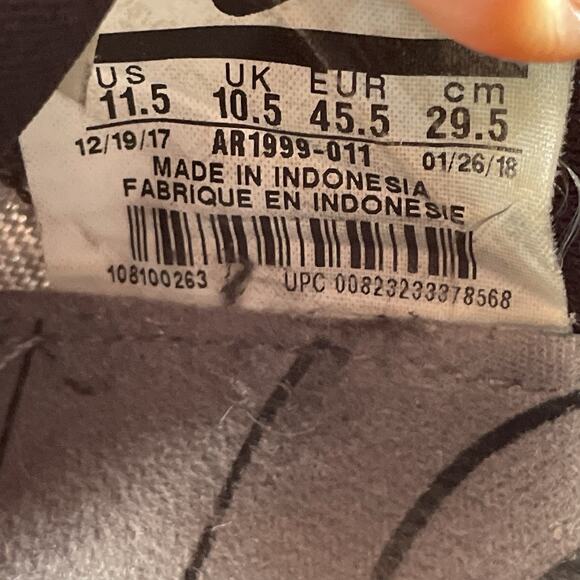 US UK EUR cm
11.5 10.5 45.5 29.5
12/19/17 AR1999-011 01/26/18
MADE IN INDONESIA
FABRIQUE EN INDONESIE
108100263 UPC 00823233378568